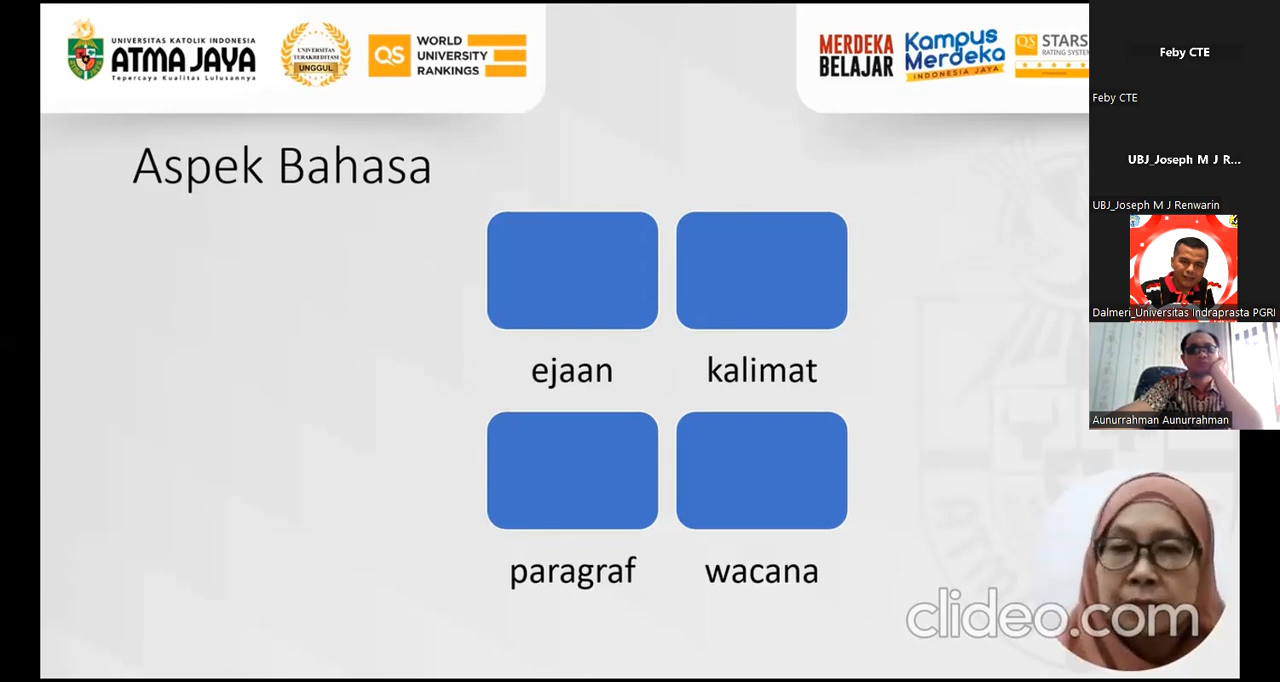 UNIVERSITAS KATOLIK INDONESIA
ATMA JAYA
Tepercaya Kualitas Lulusannya
UNIVERSITAS
TERAKREDITASI
UNGGUL
QS
WORLD
UNIVERSITY
RANKINGS
MERDEKA
BELAJAR
Kampus
Merdeka
INDONESIA JAYA
QS
STARS
RATING SYSTEM
Aspek Bahasa
ejaan
kalimat
paragraf
wacana
Feby CTE
Feby CTE
UBJ_Joseph M J R...
UBJ_Joseph M J Renwarin
Dalmeri_Universitas Indraprasta PGRI
Aunurrahman Aunurrahman
clideo.com